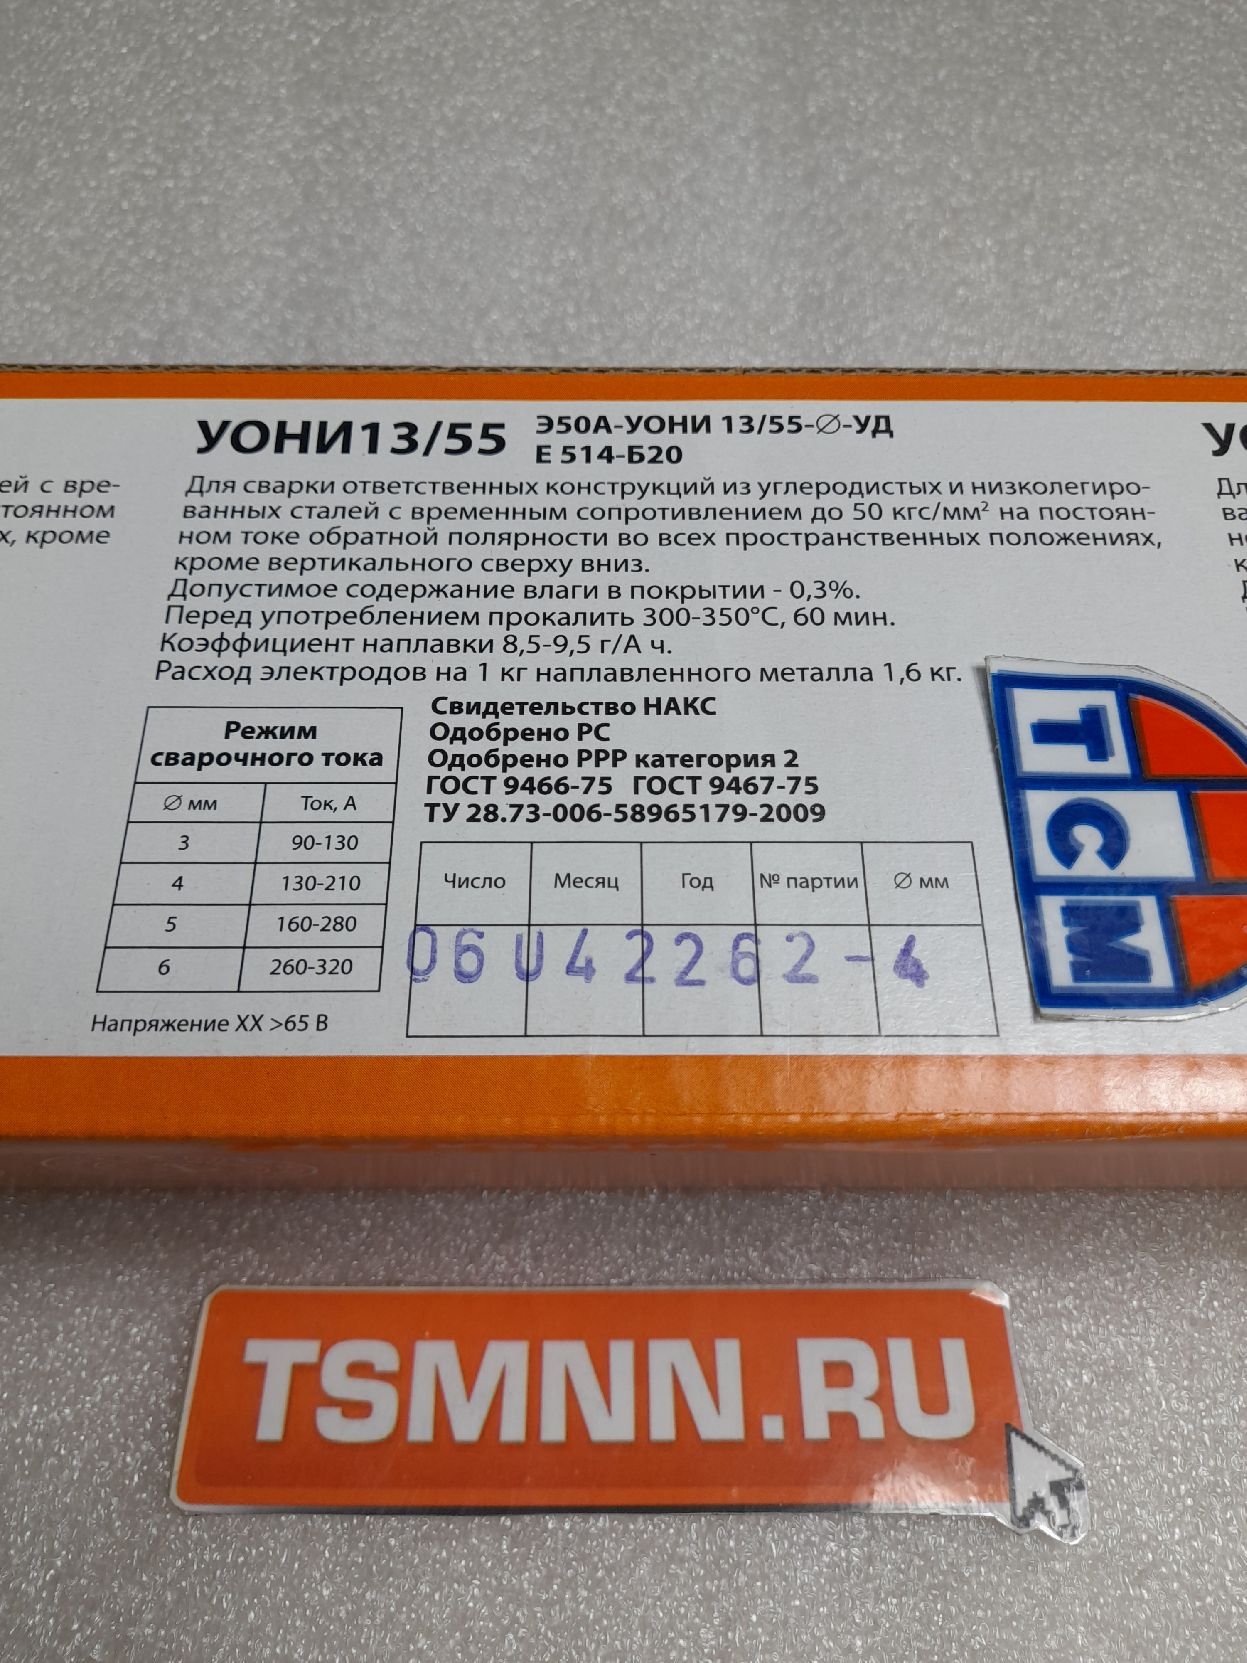 УОНИ13/55 Э50А-УОНИ 13/55-∅-УД
Е 514-Б20
Для сварки ответственных конструкций из углеродистых и низколегиро-
ванных сталей с временным сопротивлением до 50 кгс/мм² на постоян-
ном токе обратной полярности во всех пространственных положениях,
кроме вертикального сверху вниз.
Допустимое содержание влаги в покрытии - 0,3%.
Перед употреблением прокалить 300-350°С, 60 мин.
Коэффициент наплавки 8,5-9,5 г/А ч.
Расход электродов на 1 кг наплавленного металла 1,6 кг.
ей с вре-
тоянном
х, кроме
Режим
сварочного тока
∅ мм Ток, А
3 90-130
4 130-210
5 160-280
6 260-320
Напряжение ХХ >65 В
Свидетельство НАКС
Одобрено РС
Одобрено РРР категория 2
ГОСТ 9466-75 ГОСТ 9467-75
ТУ 28.73-006-58965179-2009
Число Месяц Год № партии ∅ мм
06U42262-4
ТСМ
TSMNN.RU